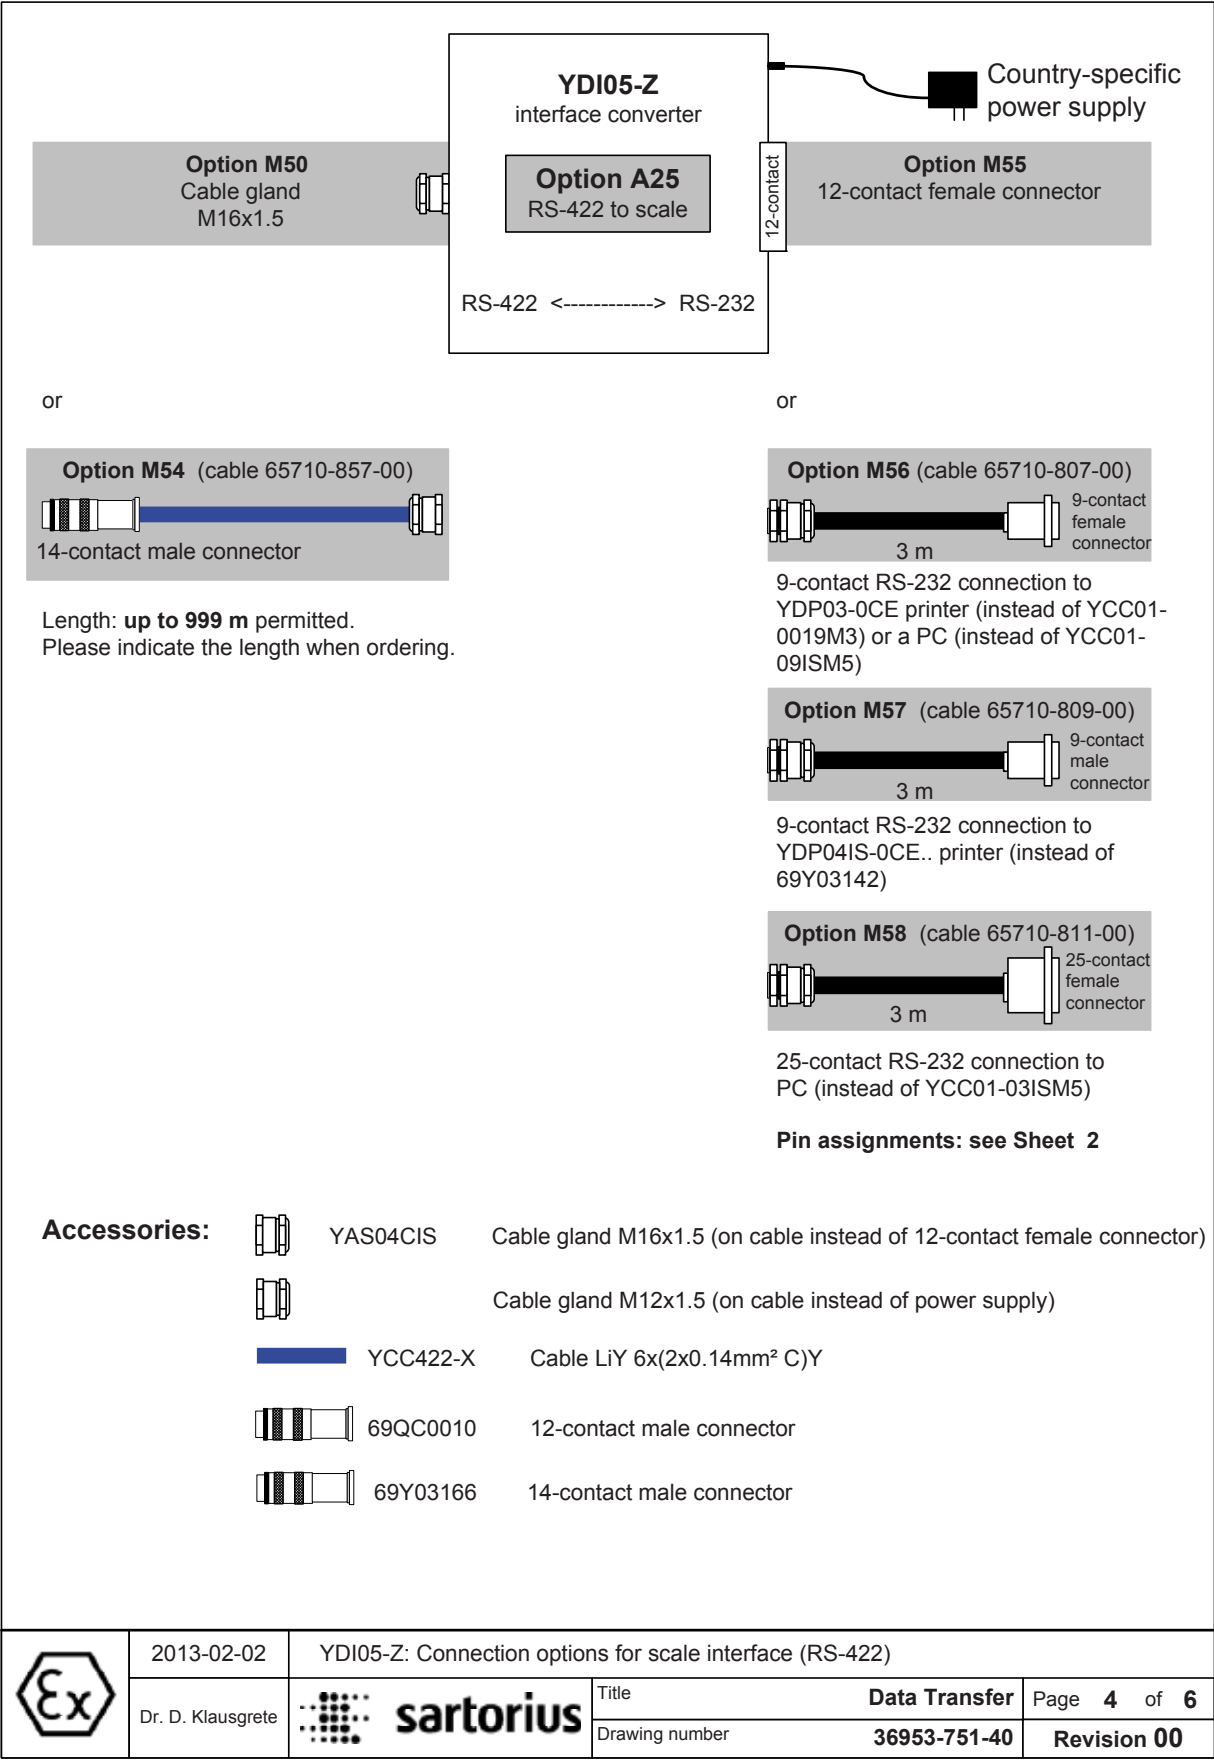 YDI05-Z
interface converter
Country-specific
power supply
Option M50
Cable gland
M16x1.5
Option A25
RS-422 to scale
12-contact
Option M55
12-contact female connector
RS-422 <------------> RS-232
or
or
Option M54 (cable 65710-857-00)
14-contact male connector
Length: up to 999 m permitted.
Please indicate the length when ordering.
Option M56 (cable 65710-807-00)
9-contact
female
connector
3 m
9-contact RS-232 connection to
YDP03-0CE printer (instead of YCC01-
0019M3) or a PC (instead of YCC01-
09ISM5)
Option M57 (cable 65710-809-00)
9-contact
male
connector
3 m
9-contact RS-232 connection to
YDP04IS-0CE.. printer (instead of
69Y03142)
Option M58 (cable 65710-811-00)
25-contact
female
connector
3 m
25-contact RS-232 connection to
PC (instead of YCC01-03ISM5)
Pin assignments: see Sheet 2
Accessories:
YAS04CIS Cable gland M16x1.5 (on cable instead of 12-contact female connector)
Cable gland M12x1.5 (on cable instead of power supply)
YCC422-X Cable LiY 6x(2x0.14mm² C)Y
69QC0010 12-contact male connector
69Y03166 14-contact male connector
Ex
2013-02-02
YDI05-Z: Connection options for scale interface (RS-422)
Dr. D. Klausgrete
sartorius
Title Data Transfer
Page 4 of 6
Drawing number 36953-751-40
Revision 00